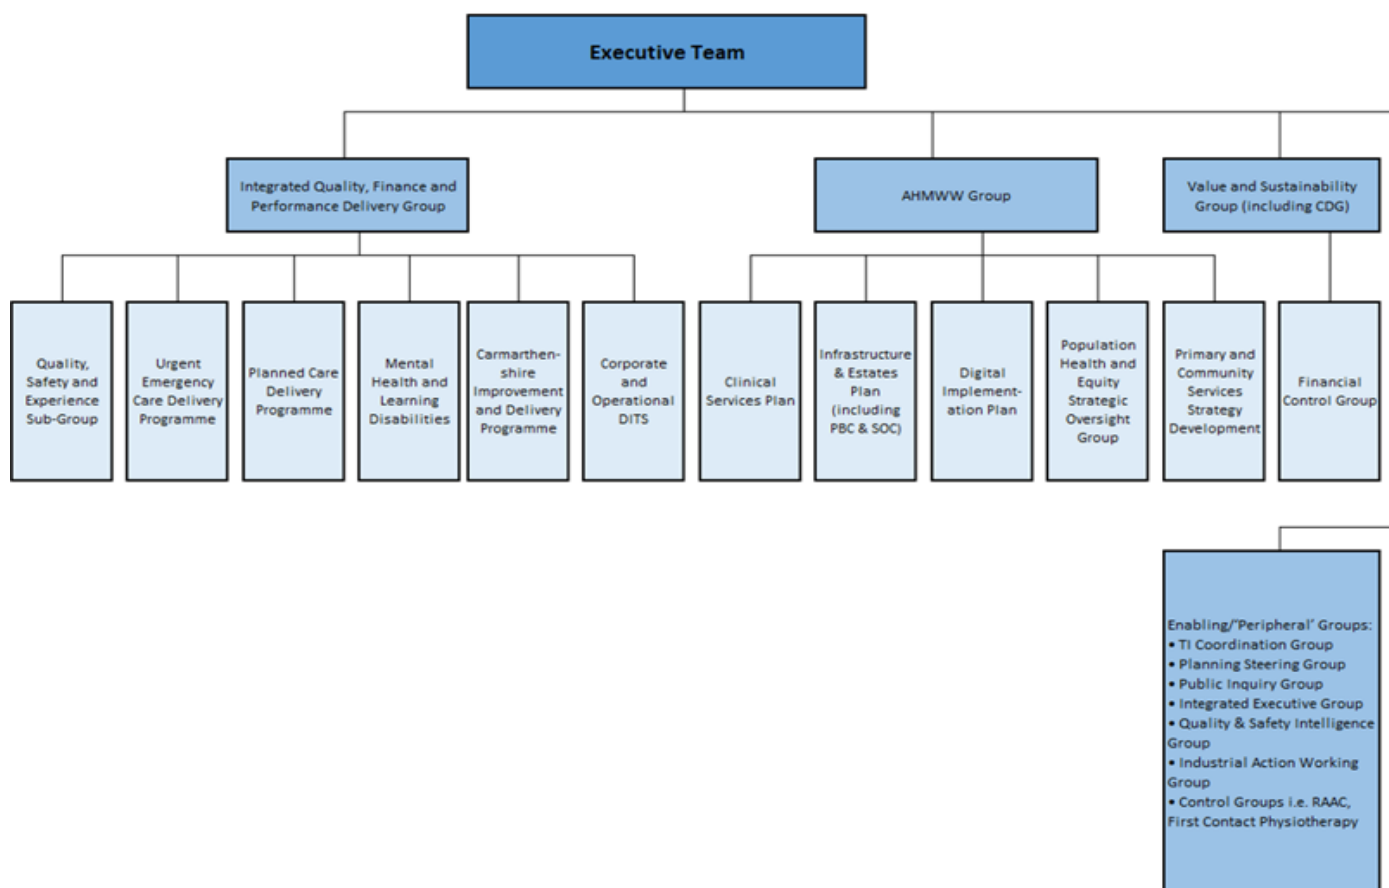 Executive Team
Integrated Quality, Finance and
Performance Delivery Group
AHMWW Group
Value and Sustainability
Group (including CDG)
Quality,
Safety and
Experience
Sub-Group
Urgent
Emergency
Care Delivery
Programme
Planned Care
Delivery
Programme
Mental
Health and
Learning
Disabilities
Carmarthen-
shire
Improvement
and Delivery
Programme
Corporate
and
Operational
DITS
Clinical
Services Plan
Infrastructure
& Estates
Plan
(including
PBC & SOC)
Digital
Implement-
ation Plan
Population
Health and
Equity
Strategic
Oversight
Group
Primary and
Community
Services
Strategy
Development
Financial
Control Group
Enabling/‘Peripheral’ Groups:
• TI Coordination Group
• Planning Steering Group
• Public Inquiry Group
• Integrated Executive Group
• Quality & Safety Intelligence
Group
• Industrial Action Working
Group
• Control Groups i.e. RAAC,
First Contact Physiotherapy